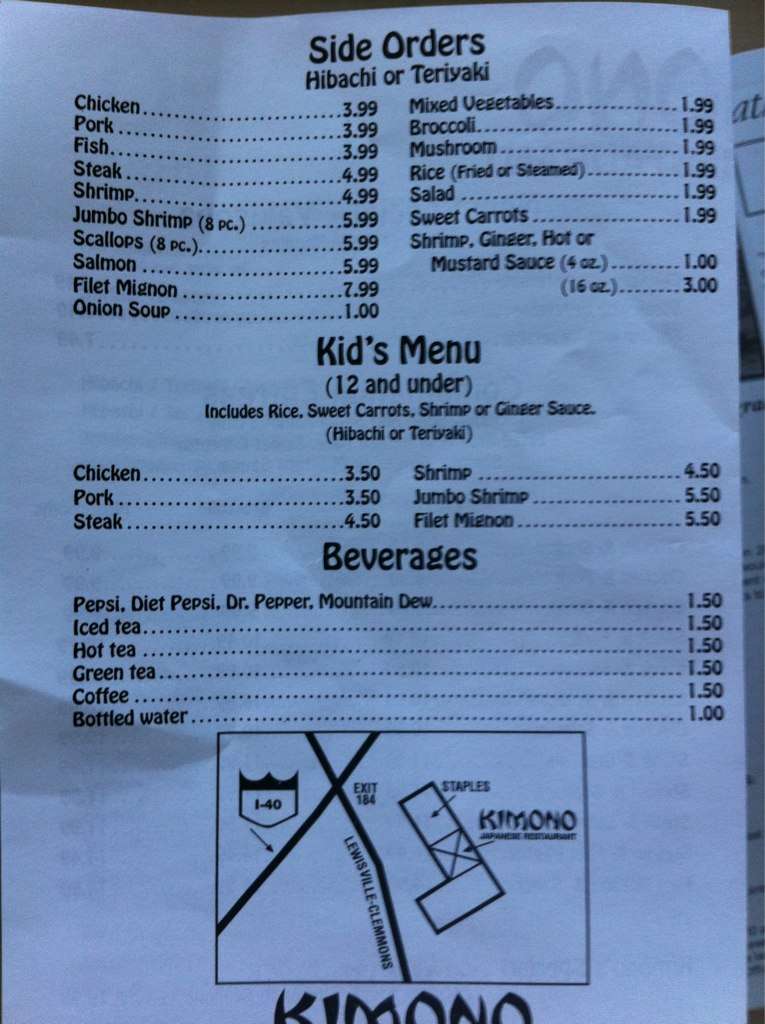 Side Orders
Hibachi or Teriyaki
Chicken 3.99
Pork 3.99
Fish 3.99
Steak 4.99
Shrimp 4.99
Jumbo Shrimp (8 pc.) 5.99
Scallops (8 pc.) 5.99
Salmon 5.99
Filet Mignon 7.99
Onion Soup 1.00
Mixed Vegetables 1.99
Broccoli 1.99
Mushroom 1.99
Rice (Fried or Steamed) 1.99
Salad 1.99
Sweet Carrots 1.99
Shrimp, Ginger, Hot or
Mustard Sauce (4 oz.) 1.00
(16 oz.) 3.00
Kid's Menu
(12 and under)
Includes Rice, Sweet Carrots, Shrimp or Ginger Sauce.
(Hibachi or Teriyaki)
Chicken 3.50
Pork 3.50
Steak 4.50
Shrimp 4.50
Jumbo Shrimp 5.50
Filet Mignon 5.50
Beverages
Pepsi, Diet Pepsi, Dr. Pepper, Mountain Dew 1.50
Iced tea 1.50
Hot tea 1.50
Green tea 1.50
Coffee 1.50
Bottled water 1.00
I-40
EXIT
184
LEWISVILLE-CLEMMONS
STAPLES
KIMONO
JAPANESE RESTAURANT
KIMONO